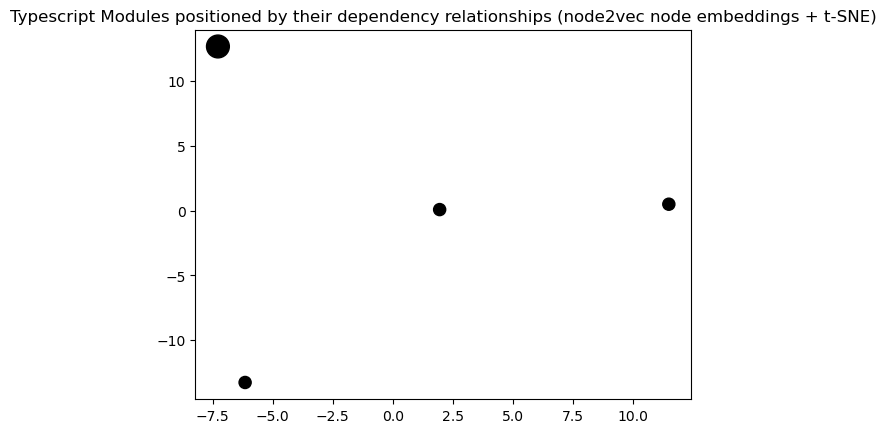 Typescript Modules positioned by their dependency relationships (node2vec node embeddings + t-SNE)
10
5
0
−5
−10
−7.5 −5.0 −2.5 0.0 2.5 5.0 7.5 10.0